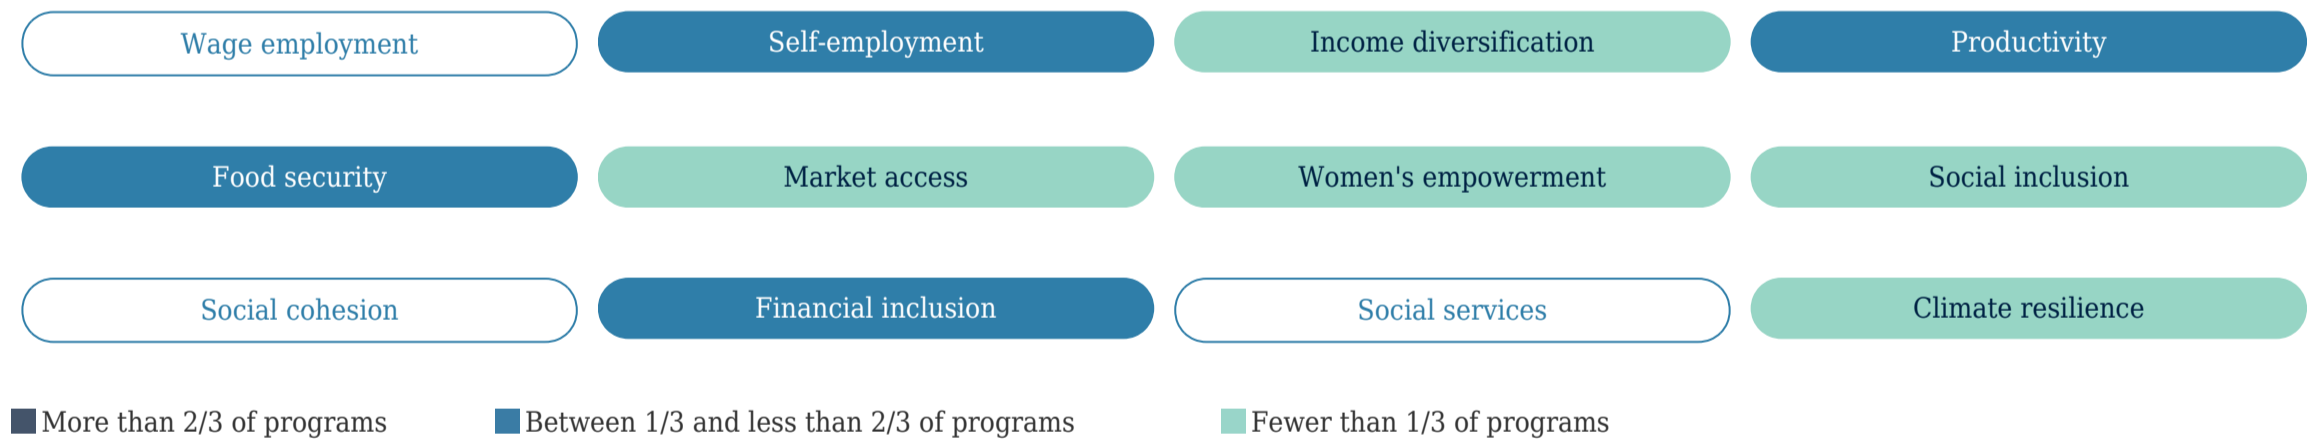 Wage employment
Self-employment
Income diversification
Productivity
Food security
Market access
Women's empowerment
Social inclusion
Social cohesion
Financial inclusion
Social services
Climate resilience
More than 2/3 of programs
Between 1/3 and less than 2/3 of programs
Fewer than 1/3 of programs